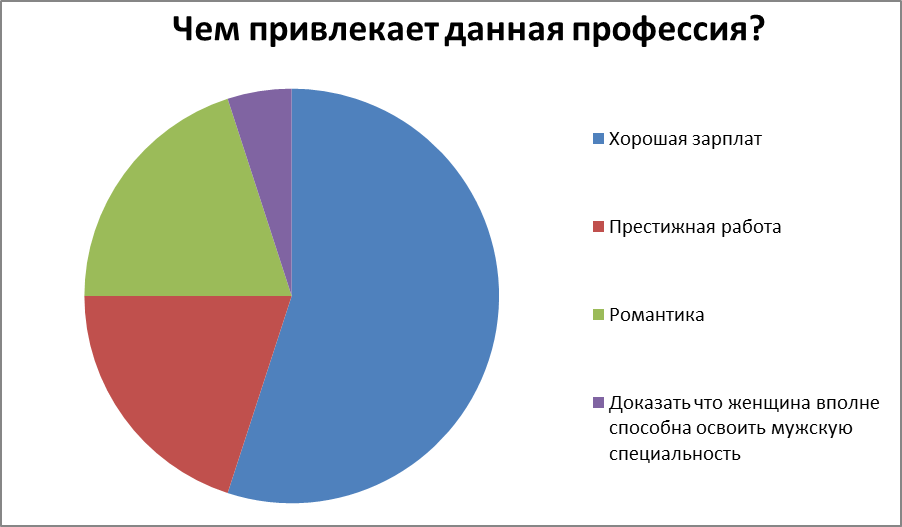 Чем привлекает данная профессия?
Хорошая зарплат
Престижная работа
Романтика
Доказать что женщина вполне
способна освоить мужскую
специальность